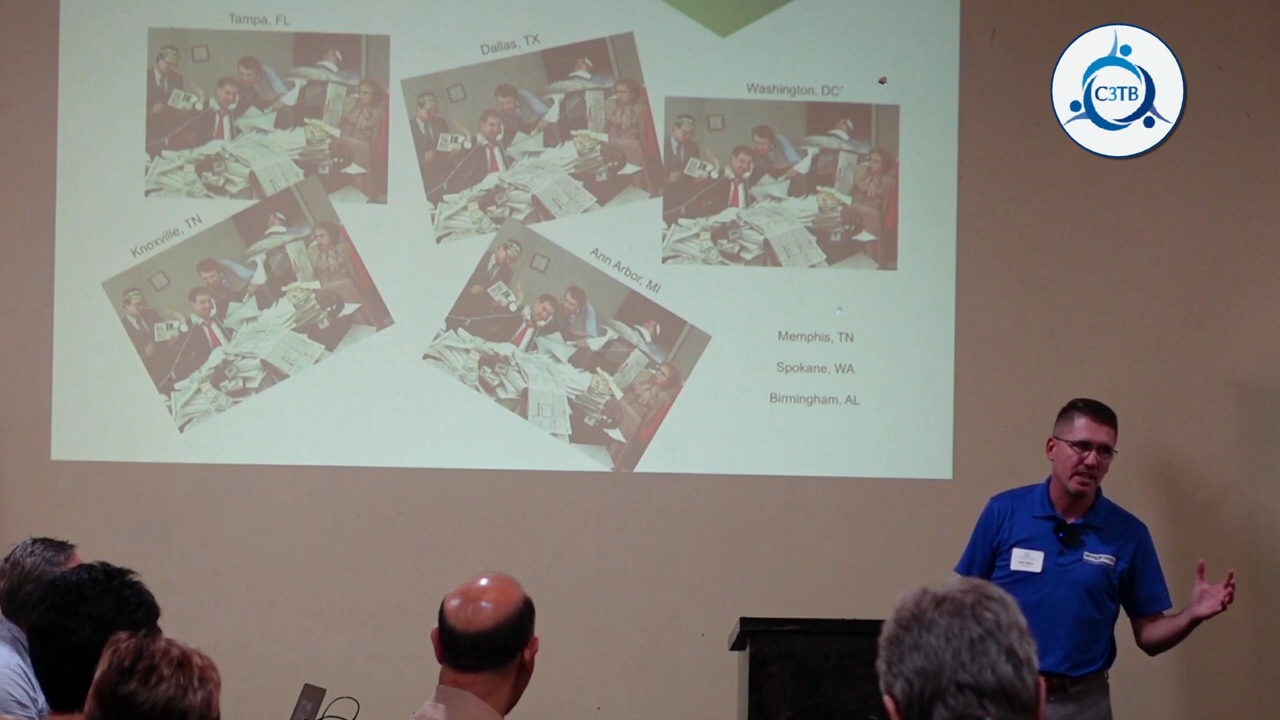 Tampa, FL
Dallas, TX
Washington, DC
Knoxville, TN
Ann Arbor, MI
Memphis, TN
Spokane, WA
Birmingham, AL
C3TB